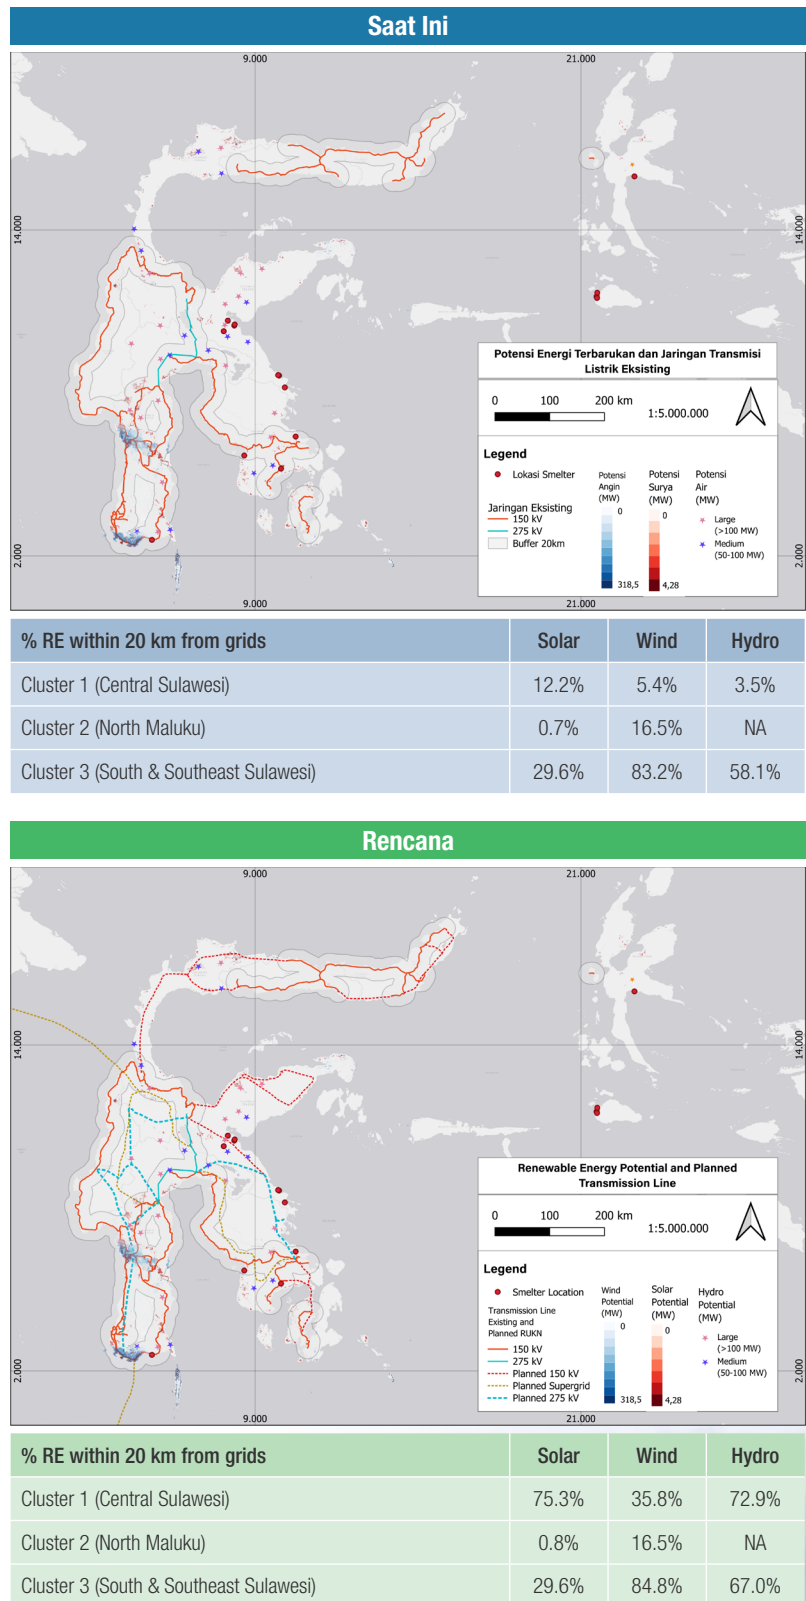 Saat Ini
9.000 21.000
14.000 14.000
Potensi Energi Terbarukan dan Jaringan Transmisi
Listrik Eksisting
0 100 200 km
1:5.000.000
Legend
Lokasi Smelter
Jaringan Eksisting
150 kV
275 kV
Buffer 20km
Potensi
Angin
(MW)
0
318,5
Potensi
Surya
(MW)
0
4,28
Potensi
Air
(MW)
Large
(>100 MW)
Medium
(50-100 MW)
2.000 2.000
9.000 21.000
% RE within 20 km from grids Solar Wind Hydro
Cluster 1 (Central Sulawesi) 12.2% 5.4% 3.5%
Cluster 2 (North Maluku) 0.7% 16.5% NA
Cluster 3 (South & Southeast Sulawesi) 29.6% 83.2% 58.1%
Rencana
9.000 21.000
14.000 14.000
Renewable Energy Potential and Planned
Transmission Line
0 100 200 km
1:5.000.000
Legend
Smelter Location
Transmission Line
Existing and
Planned RUKN
150 kV
275 kV
Planned 150 kV
Planned Supergrid
Planned 275 kV
Wind
Potential
(MW)
0
318,5
Solar
Potential
(MW)
0
4,28
Hydro
Potential
(MW)
Large
(>100 MW)
Medium
(50-100 MW)
2.000 2.000
9.000 21.000
% RE within 20 km from grids Solar Wind Hydro
Cluster 1 (Central Sulawesi) 75.3% 35.8% 72.9%
Cluster 2 (North Maluku) 0.8% 16.5% NA
Cluster 3 (South & Southeast Sulawesi) 29.6% 84.8% 67.0%